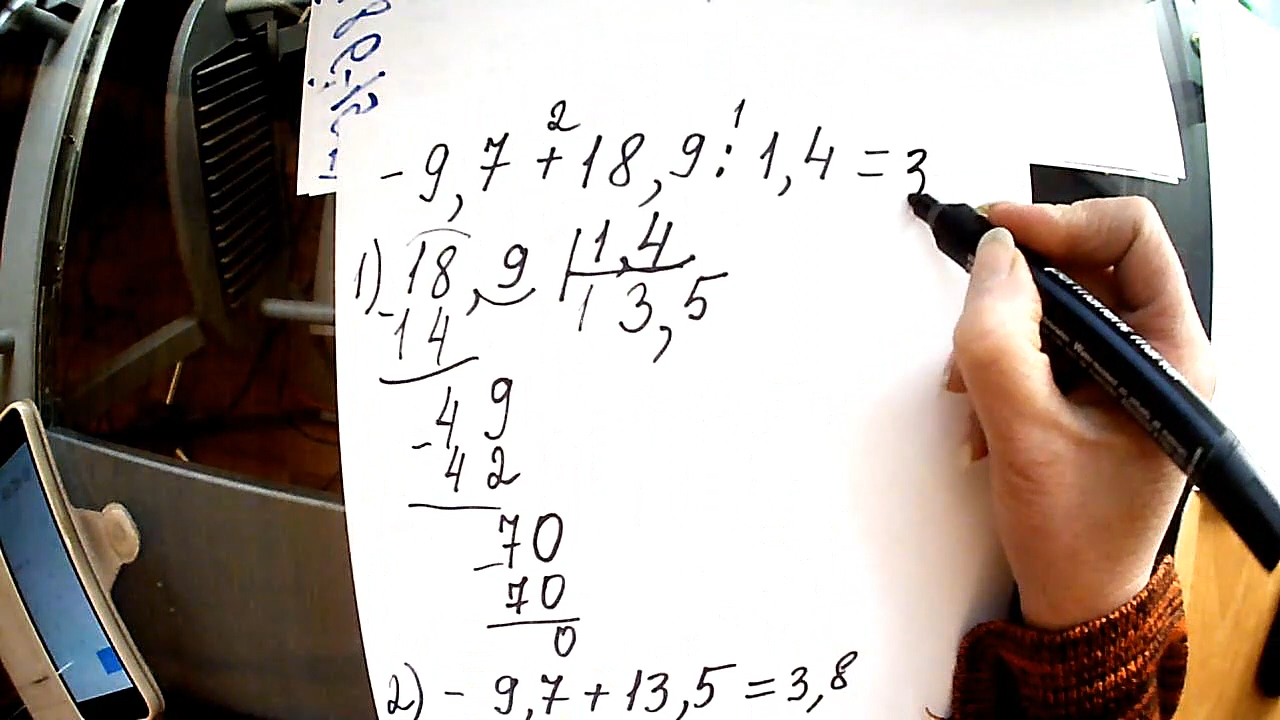 2 1
- 9,7 + 18,9 : 1,4 = 3,
1) 18,9 | 1,4
- 14 13,5
49
- 42
- 70
70
0
2) - 9,7 + 13,5 = 3,8